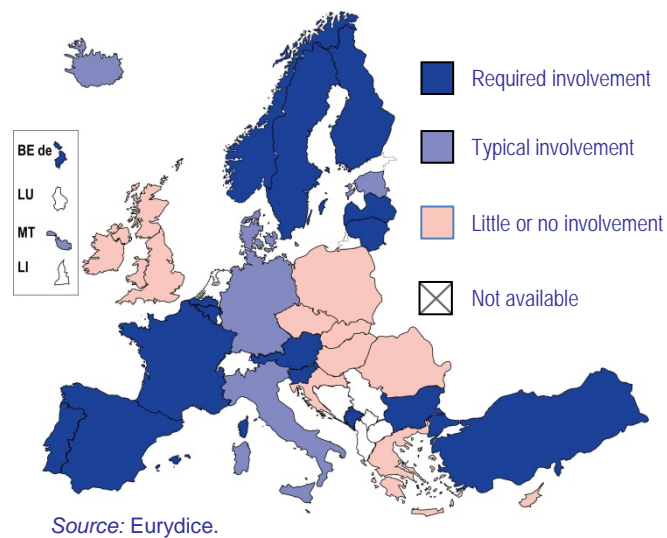 Required involvement
BE de
Typical involvement
LU
Little or no involvement
MT
LI
Not available
Source: Eurydice.